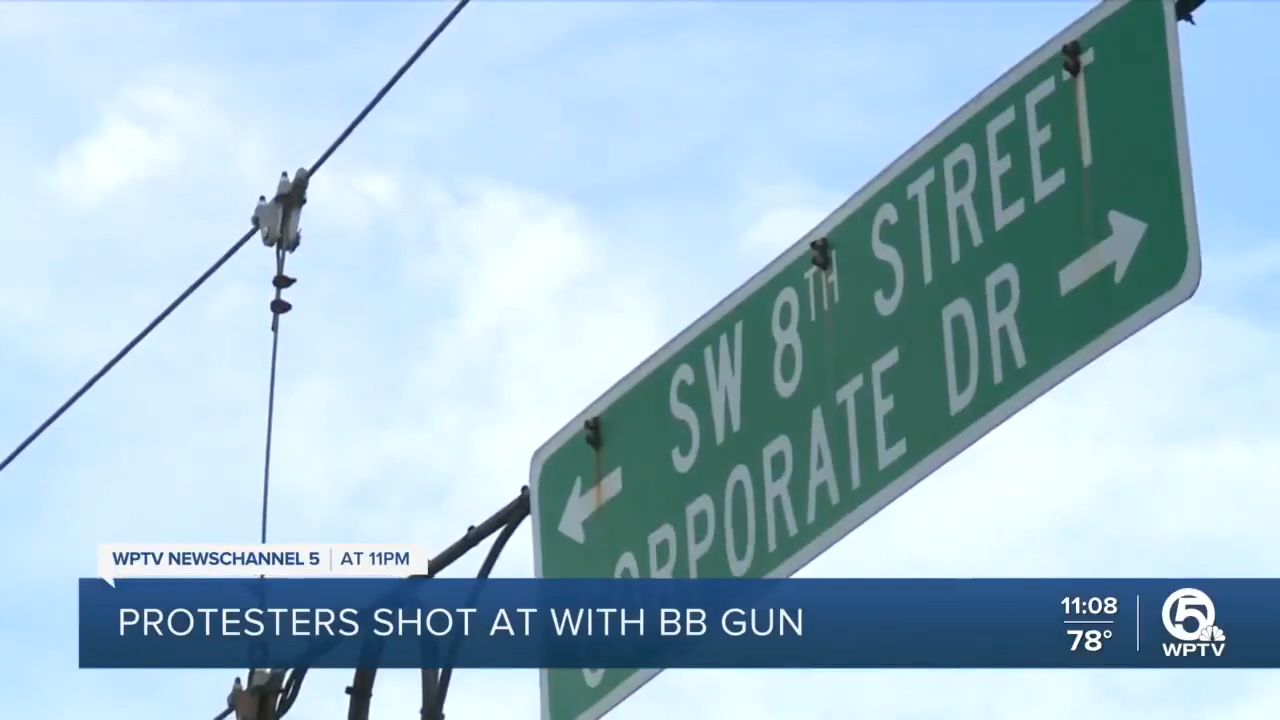 SW 8TH STREET
CORPORATE DR
WPTV NEWSCHANNEL 5 | AT 11PM
PROTESTERS SHOT AT WITH BB GUN
11:08
78°
5
WPTV